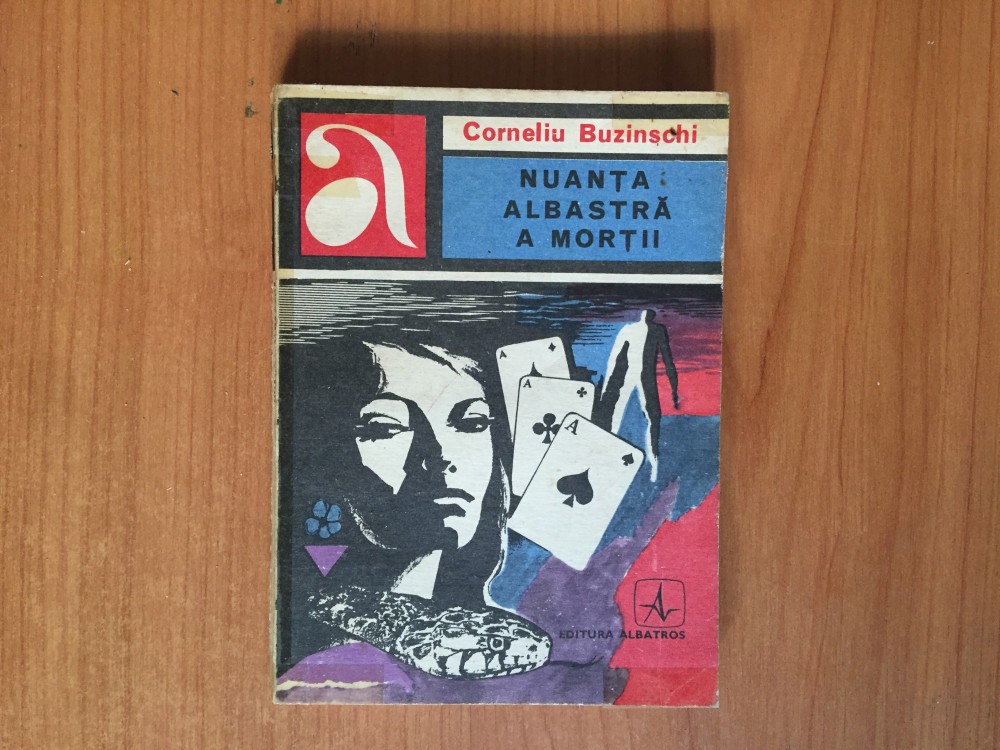 a
Corneliu Buzinschi
NUANȚA
ALBASTRĂ
A MORȚII
A
A
A
EDITURA ALBATROS